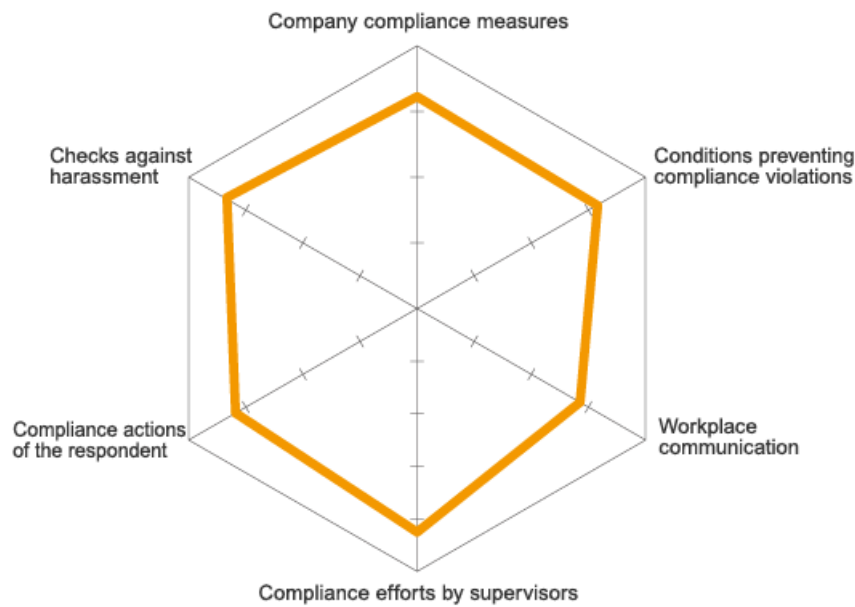 Company compliance measures
Checks against
harassment
Conditions preventing
compliance violations
Compliance actions
of the respondent
Workplace
communication
Compliance efforts by supervisors